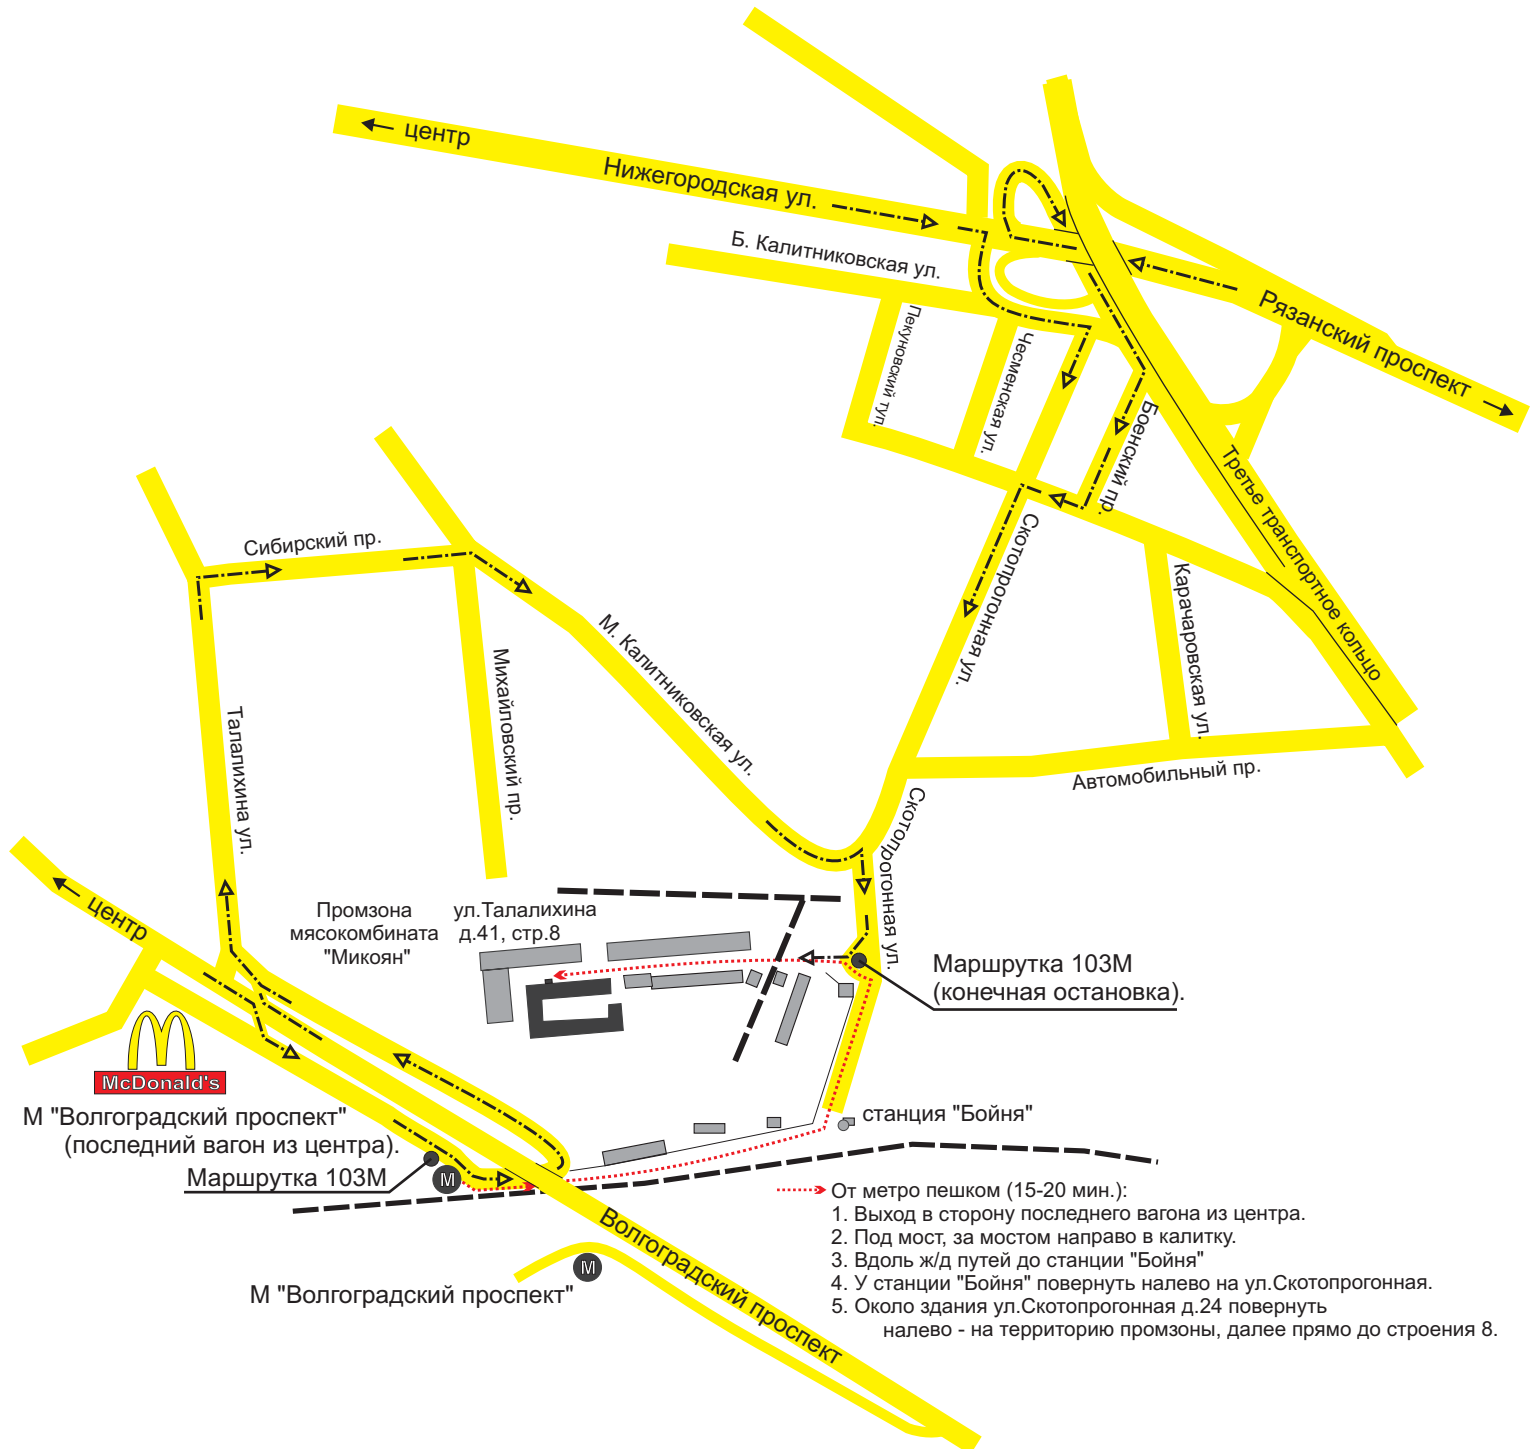 центр
Нижегородская ул.
Б. Калитниковская ул.
Рязанский проспект
Пекуновский туп.
Чесменская ул.
Боенский пр.
Третье транспортное кольцо
Сибирский пр.
Скотопрогонная ул.
Карачаровская ул.
М. Калитниковская ул.
Михайловский пр.
Талалихина ул.
Автомобильный пр.
Скотопрогонная ул.
центр
Промзона
мясокомбината
"Микоян"
ул.Талалихина
д.41, стр.8
Маршрутка 103М
(конечная остановка).
McDonald's
М "Волгоградский проспект"
(последний вагон из центра).
Маршрутка 103М
М
станция "Бойня"
Волгоградский проспект
М
М "Волгоградский проспект"
От метро пешком (15-20 мин.):
1. Выход в сторону последнего вагона из центра.
2. Под мост, за мостом направо в калитку.
3. Вдоль ж/д путей до станции "Бойня"
4. У станции "Бойня" повернуть налево на ул.Скотопрогонная.
5. Около здания ул.Скотопрогонная д.24 повернуть
налево - на территорию промзоны, далее прямо до строения 8.